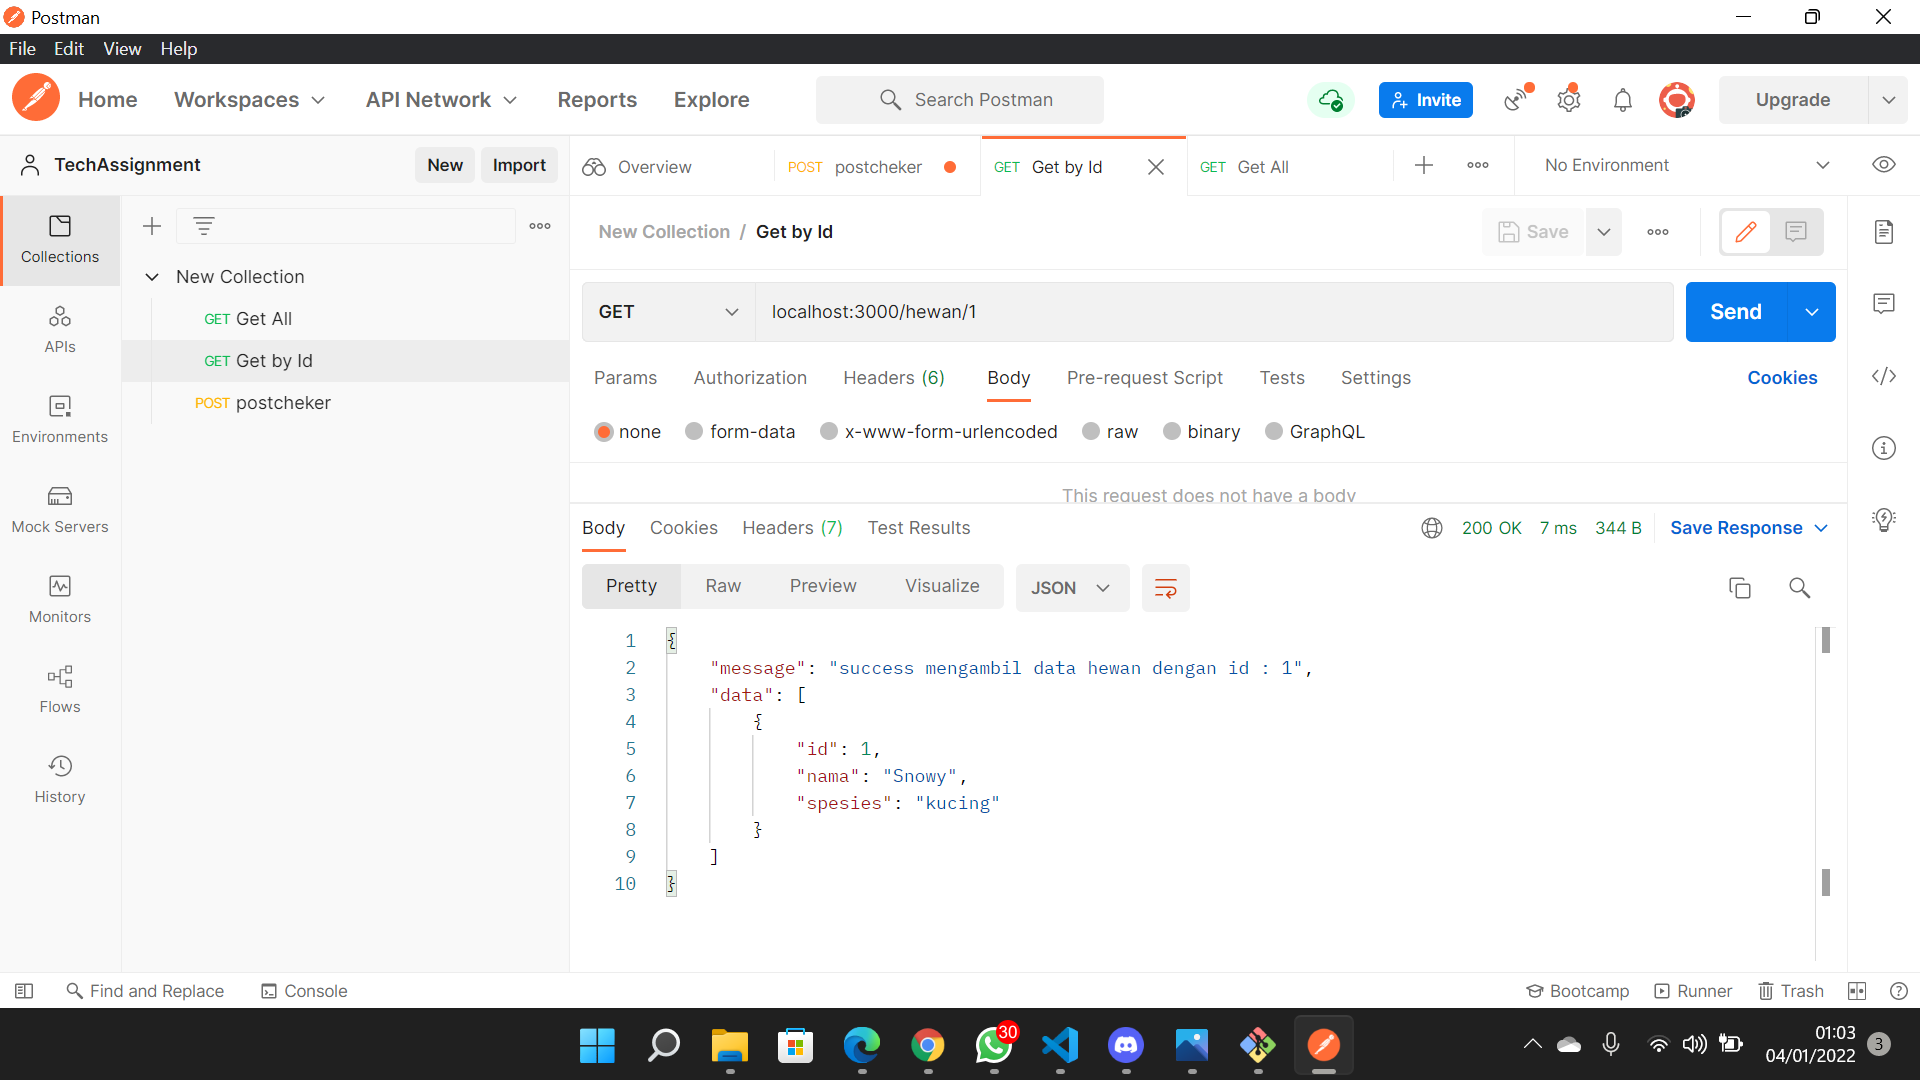 Postman
File Edit View Help
Home Workspaces API Network Reports Explore Search Postman Invite Upgrade
TechAssignment New Import Overview POST postcheker GET Get by Id GET Get All No Environment
New Collection / Get by Id Save
Collections
New Collection
GET Get All
GET Get by Id
POST postcheker
APIs
Environments
Mock Servers
Monitors
Flows
History
GET localhost:3000/hewan/1 Send
Params Authorization Headers (6) Body Pre-request Script Tests Settings Cookies
none form-data x-www-form-urlencoded raw binary GraphQL
This request does not have a body
Body Cookies Headers (7) Test Results 200 OK 7 ms 344 B Save Response
Pretty Raw Preview Visualize JSON
1 {
2 "message": "success mengambil data hewan dengan id : 1",
3 "data": [
4 {
5 "id": 1,
6 "nama": "Snowy",
7 "spesies": "kucing"
8 }
9 ]
10 }
Find and Replace Console Bootcamp Runner Trash
30
01:03
04/01/2022
3